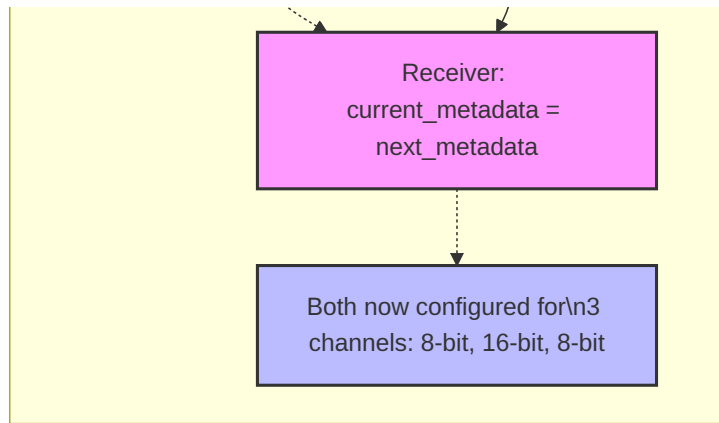 Receiver:
current_metadata =
next_metadata
Both now configured for\n3
channels: 8-bit, 16-bit, 8-bit